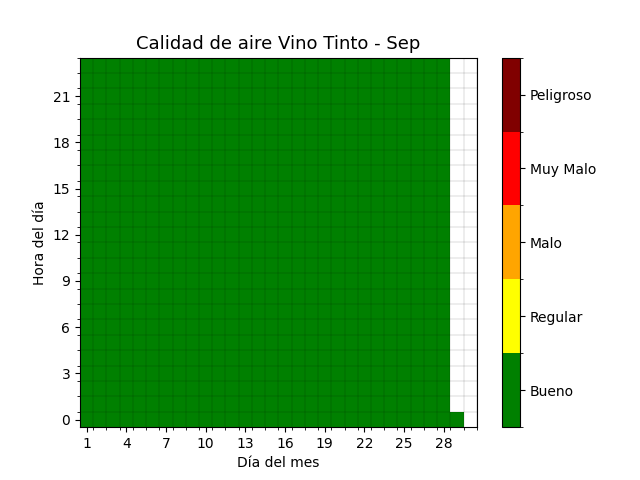 Calidad de aire Vino Tinto - Sep
21
18
15
12
9
6
3
0
Hora del día
1 4 7 10 13 16 19 22 25 28
Día del mes
Peligroso
Muy Malo
Malo
Regular
Bueno